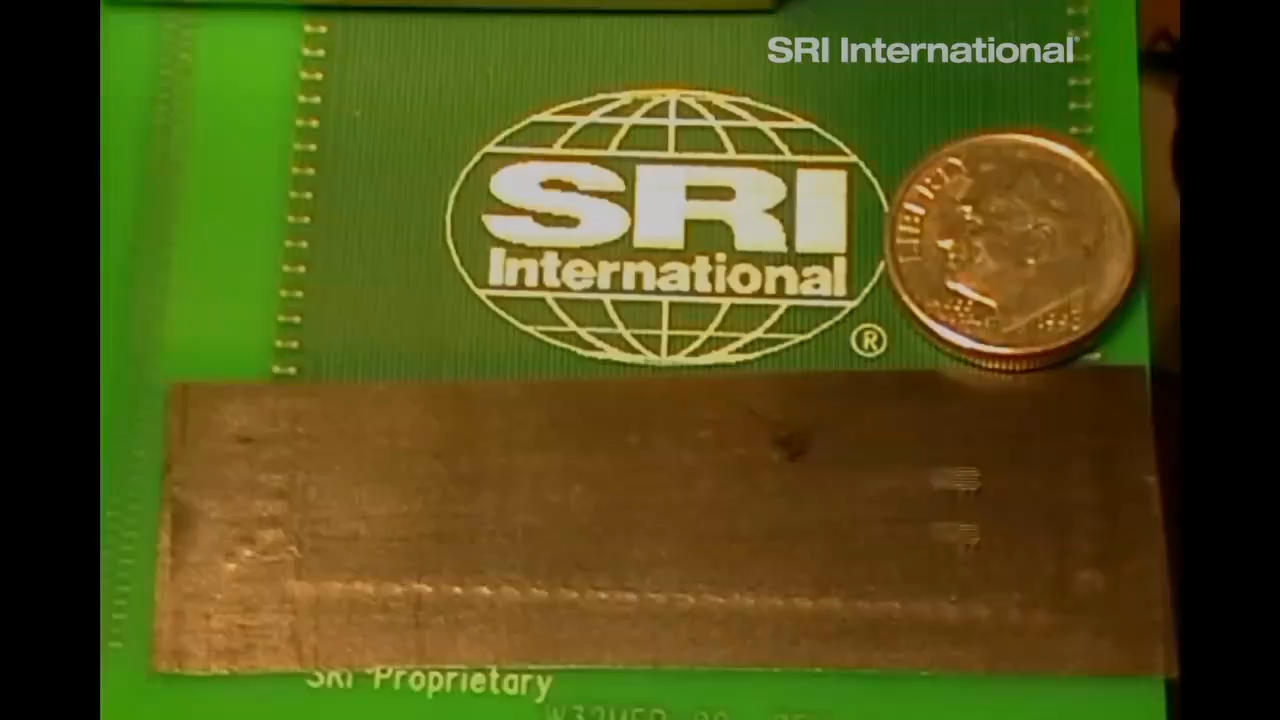 SRI International
SRI
International
®
LIBERTY
SRI Proprietary